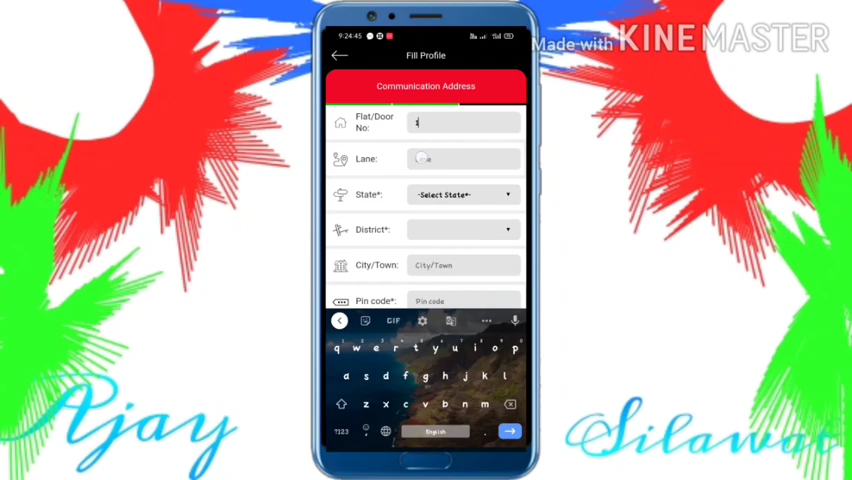 Made with KINEMASTER
9:24:45
Fill Profile
Communication Address
Flat/Door
No:
1
Lane:
State*:
-Select State*-
District*:
City/Town:
City/Town
Pin code*:
Pin code
GIF
q w e r t y u i o p
a s d f g h j k l
z x c v b n m
?123
,
English
.
Ajay
Silawat